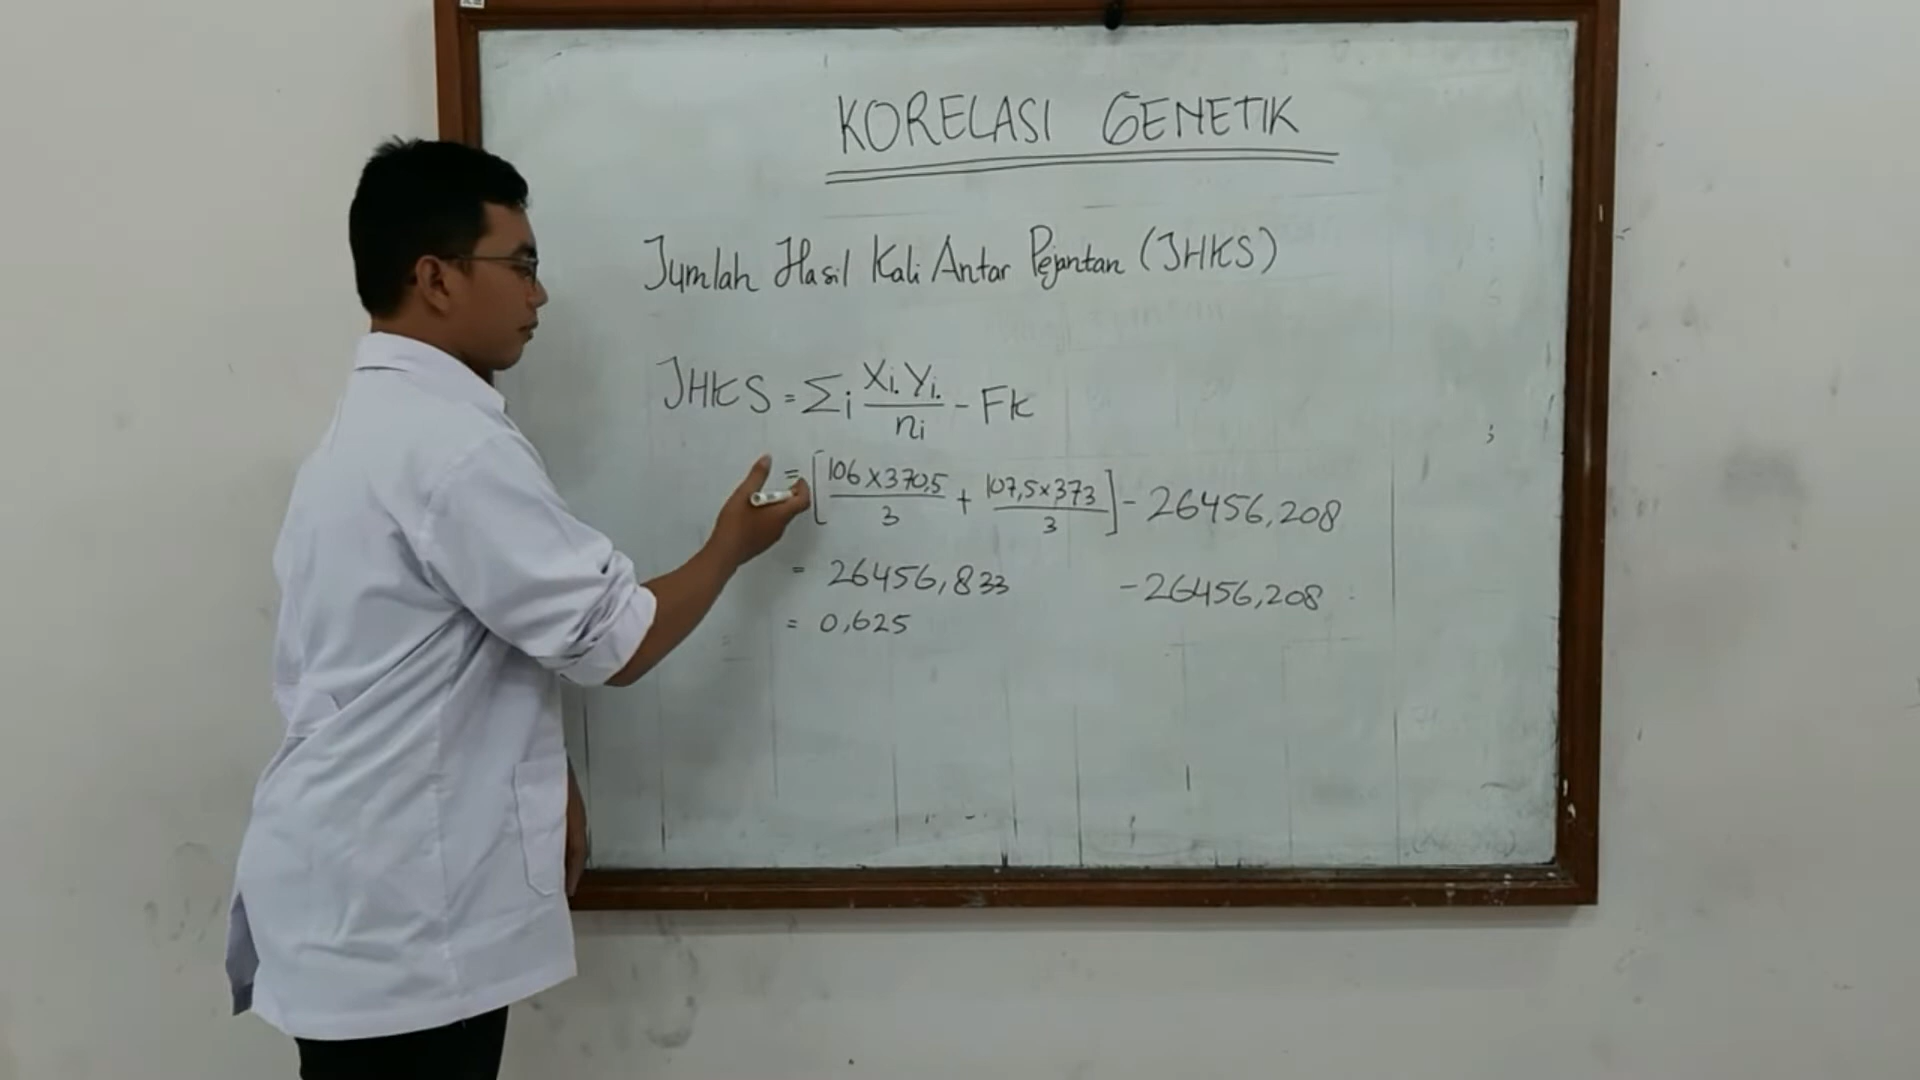 KORELASI GENETIK
Jumlah Hasil Kali Antar Pejantan (JHKS)
JHKS = Σi Xi. Yi. / ni - FK
= [106 x 370,5 / 3 + 107,5 x 373 / 3] - 26456,208
= 26456,833 - 26456,208
= 0,625